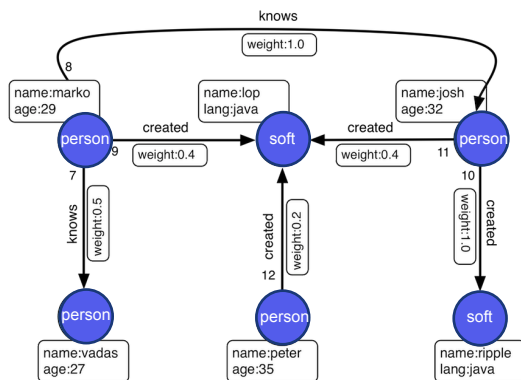 knows
weight:1.0
8
name:marko
age:29
name:lop
lang:java
name:josh
age:32
person
9
created
weight:0.4
soft
created
weight:0.4
person
11
7
10
knows
weight:0.5
created
weight:0.2
12
weight:1.0
created
person
person
soft
name:vadas
age:27
name:peter
age:35
name:ripple
lang:java